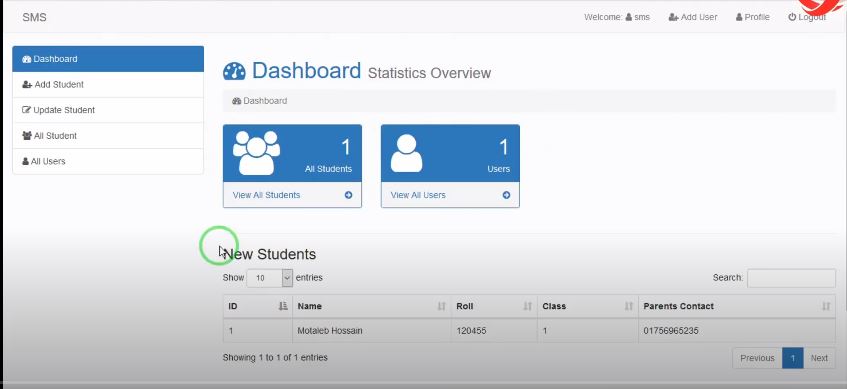 SMS
Welcome: sms Add User Profile Logout
Dashboard
Add Student
Update Student
All Student
All Users
Dashboard Statistics Overview
Dashboard
1
All Students
View All Students
1
Users
View All Users
New Students
Show 10 entries
Search:
ID Name Roll Class Parents Contact
1 Motaleb Hossain 120455 1 01756965235
Showing 1 to 1 of 1 entries
Previous 1 Next